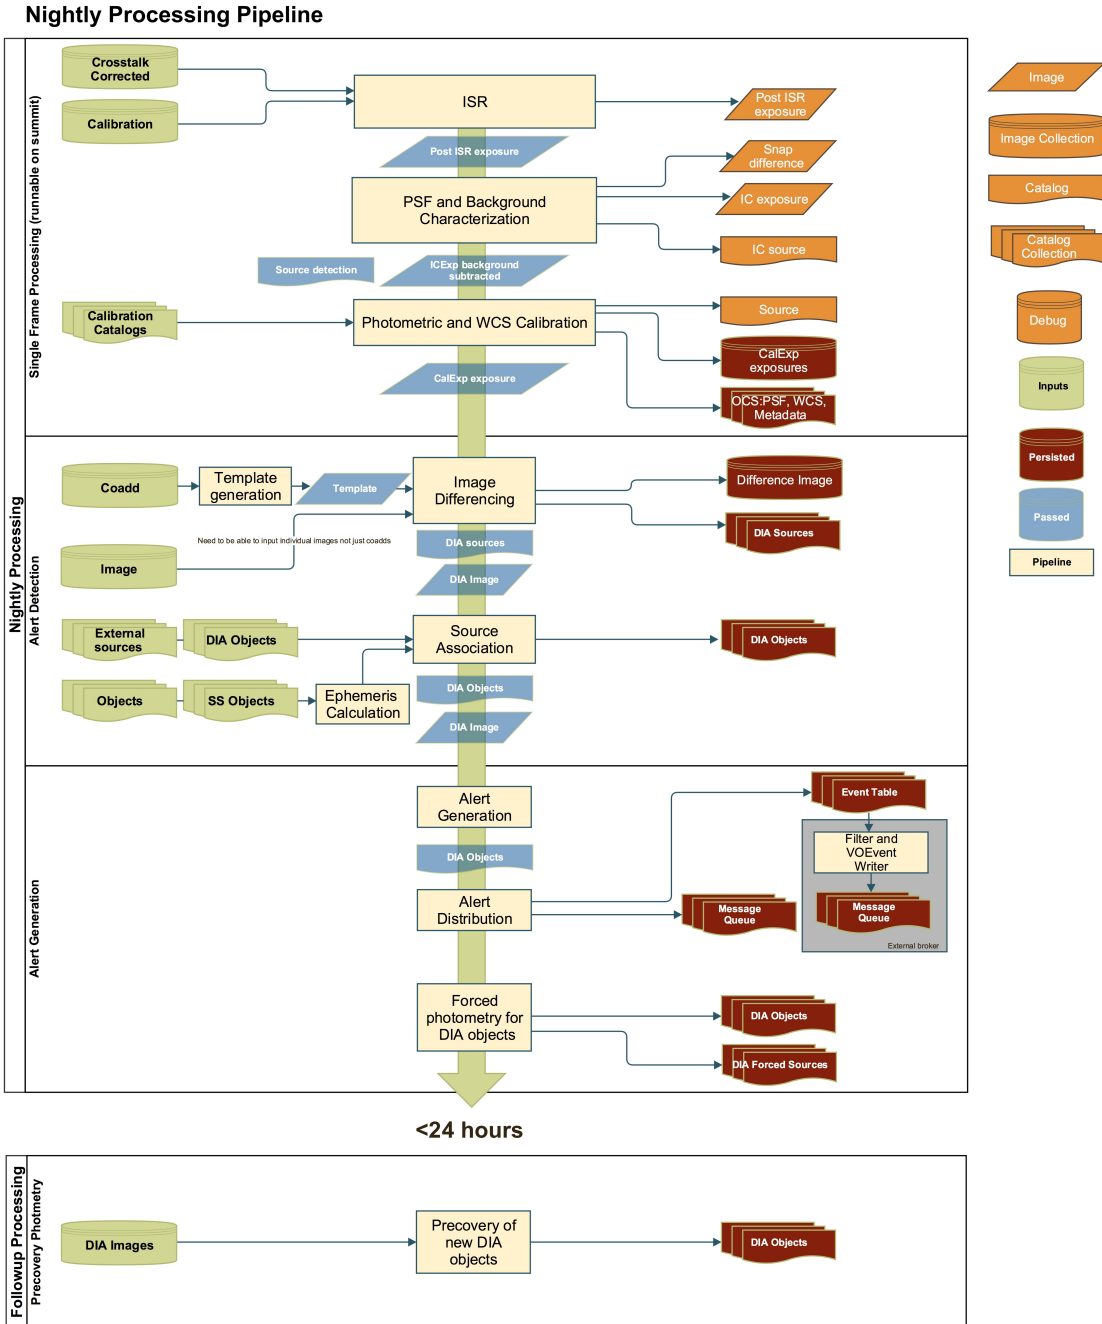 Nightly Processing Pipeline
Nightly Processing
Single Frame Processing (runnable on summit)
Crosstalk
Corrected
Calibration
ISR
Post ISR
exposure
Post ISR exposure
Snap
difference
PSF and Background
Characterization
IC exposure
IC source
Source detection
ICExp background
subtracted
Calibration
Catalogs
Photometric and WCS Calibration
Source
CalExp
exposures
CalExp exposure
OCS:PSF, WCS,
Metadata
Image
Image Collection
Catalog
Catalog
Collection
Debug
Inputs
Persisted
Passed
Pipeline
Alert Detection
Coadd
Template
generation
Template
Image
Differencing
Difference Image
DIA Sources
Need to be able to input individual images not just coadds
Image
DIA sources
DIA Image
External
sources
DIA Objects
Source
Association
DIA Objects
Objects
SS Objects
Ephemeris
Calculation
DIA Objects
DIA Image
Alert Generation
Alert
Generation
Event Table
Filter and
VOEvent
Writer
DIA Objects
Alert
Distribution
Message
Queue
Message
Queue
External broker
Forced
photometry for
DIA objects
DIA Objects
DIA Forced Sources
<24 hours
Followup Processing
Precovery Photmetry
DIA Images
Precovery of
new DIA
objects
DIA Objects